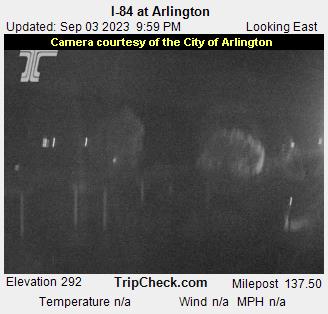 I-84 at Arlington
Updated: Sep 03 2023 9:59 PM Looking East
Camera courtesy of the City of Arlington
Elevation 292 TripCheck.com Milepost 137.50
Temperature n/a Wind n/a MPH n/a